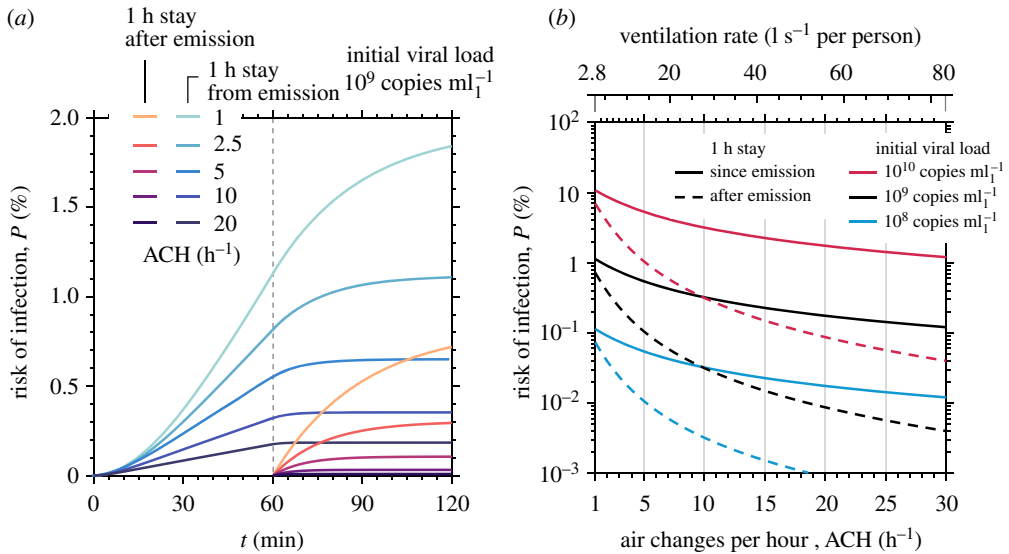 (a)
1 h stay
after emission
1 h stay
from emission
initial viral load
10⁹ copies ml₁⁻¹
2.0
1.5
1.0
0.5
0
risk of infection, P (%)
1
2.5
5
10
20
ACH (h⁻¹)
0 30 60 90 120
t (min)
(b)
ventilation rate (l s⁻¹ per person)
2.8 20 40 60 80
10²
10
1
10⁻¹
10⁻²
10⁻³
risk of infection, P (%)
1 h stay
since emission
after emission
initial viral load
10¹⁰ copies ml₁⁻¹
10⁹ copies ml₁⁻¹
10⁸ copies ml₁⁻¹
1 5 10 15 20 25 30
air changes per hour , ACH (h⁻¹)